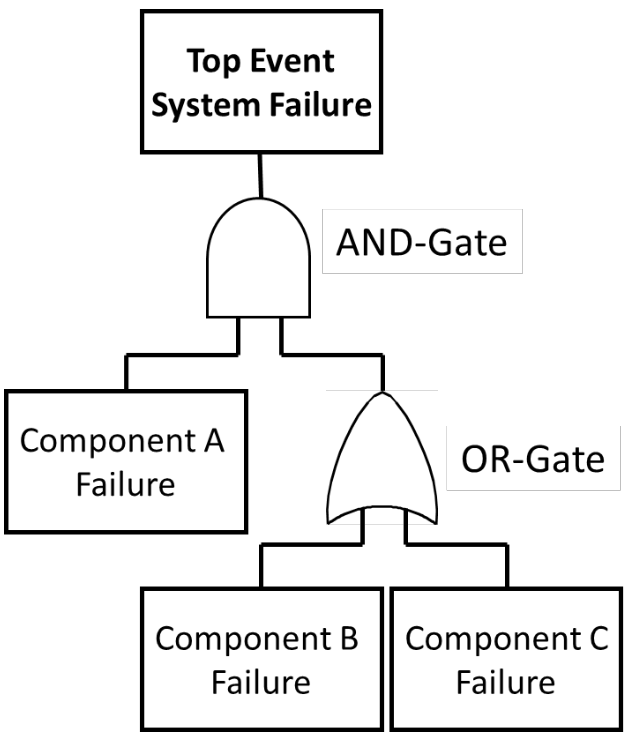 Top Event
System Failure
AND-Gate
Component A
Failure
OR-Gate
Component B
Failure
Component C
Failure